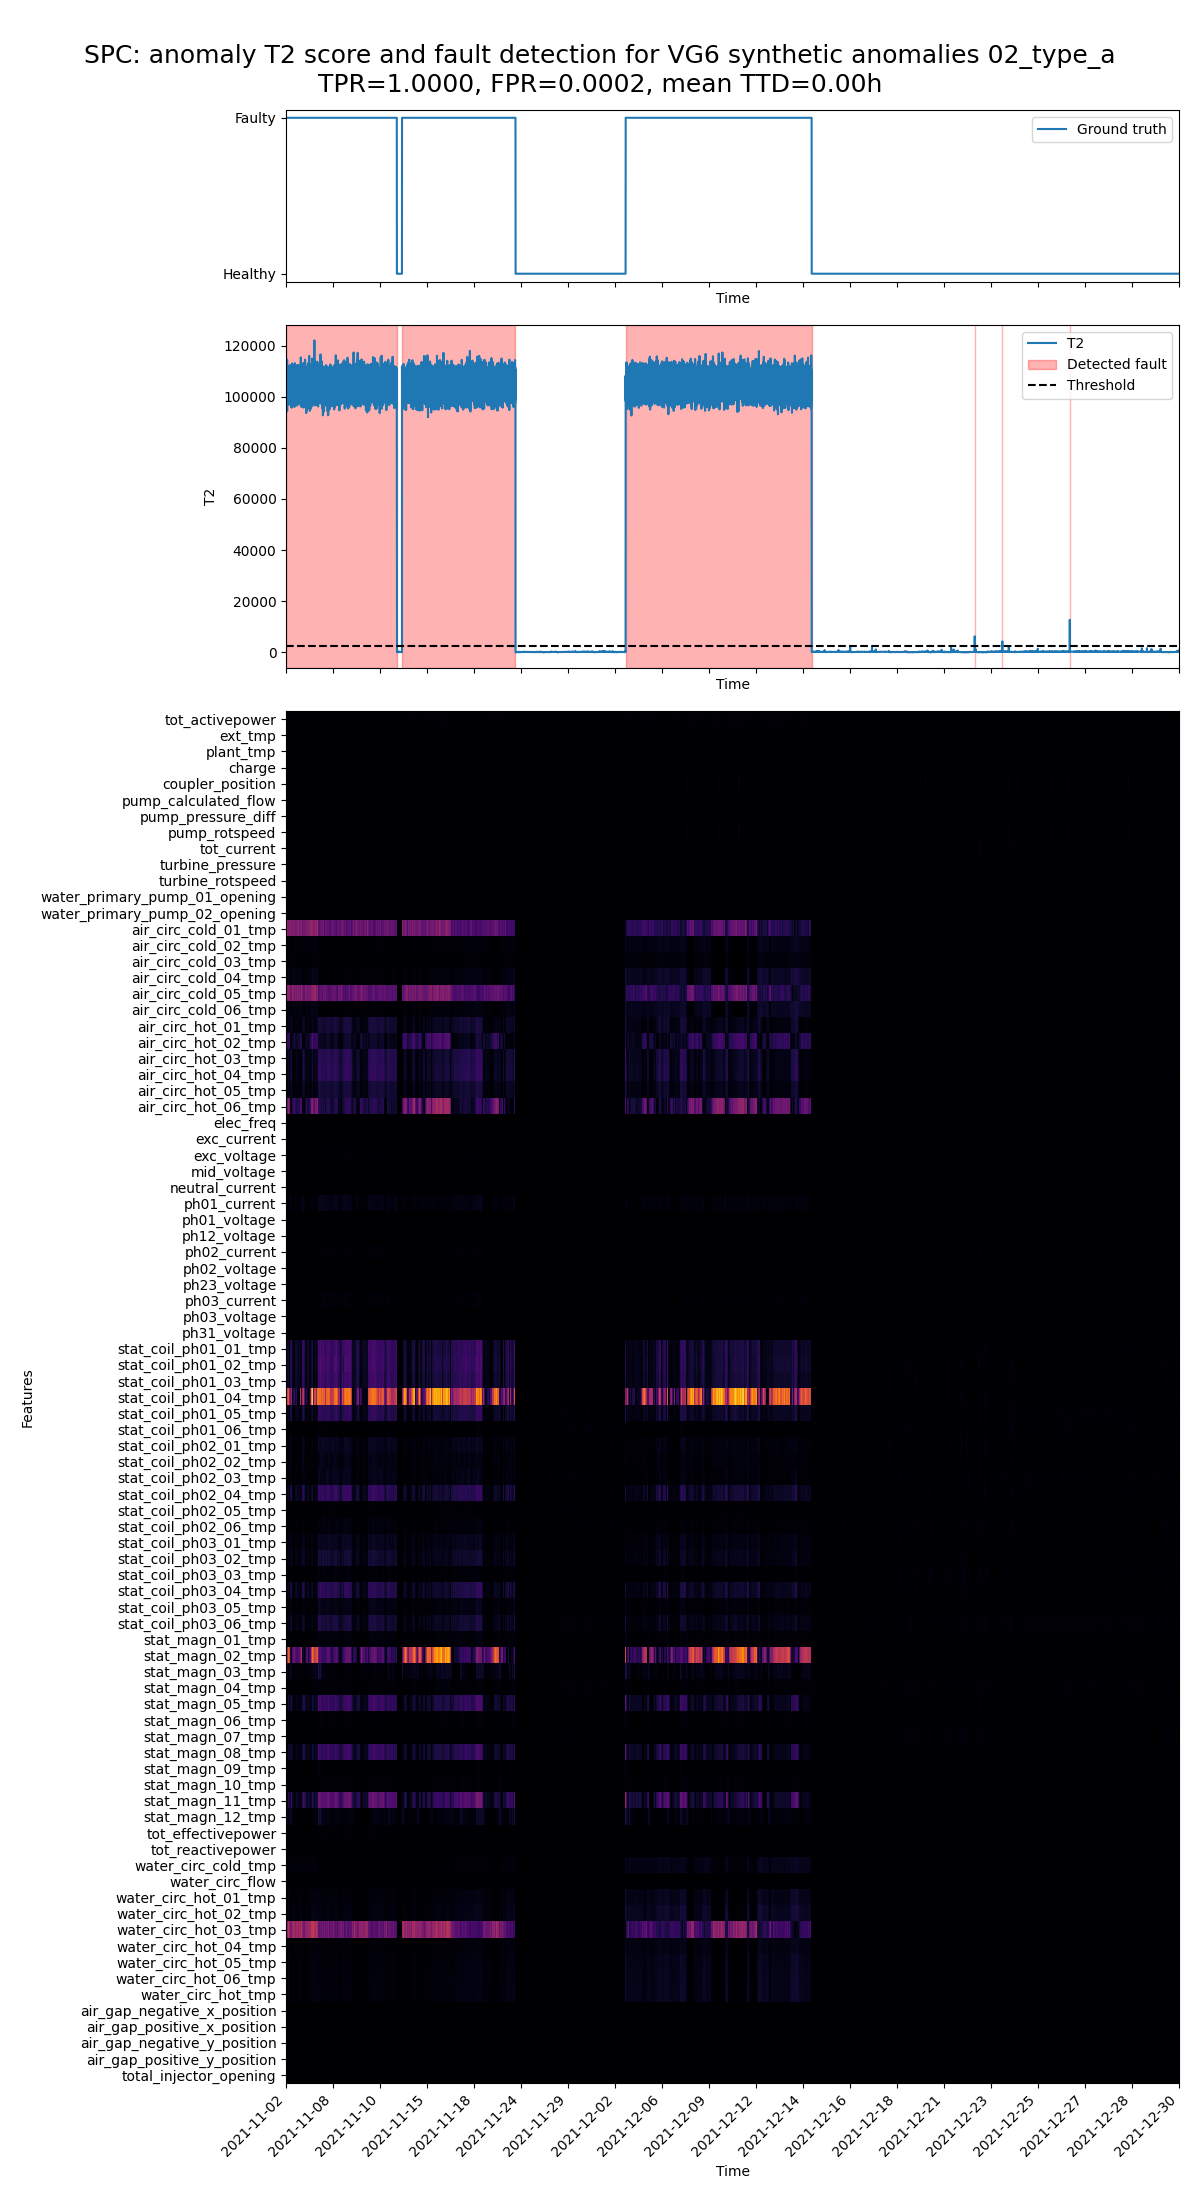 SPC: anomaly T2 score and fault detection for VG6 synthetic anomalies 02_type_a
TPR=1.0000, FPR=0.0002, mean TTD=0.00h
Faulty
Healthy
Ground truth
Time
T2
120000
100000
80000
60000
40000
20000
0
T2
Detected fault
Threshold
Time
Features
tot_activepower
ext_tmp
plant_tmp
charge
coupler_position
pump_calculated_flow
pump_pressure_diff
pump_rotspeed
tot_current
turbine_pressure
turbine_rotspeed
water_primary_pump_01_opening
water_primary_pump_02_opening
air_circ_cold_01_tmp
air_circ_cold_02_tmp
air_circ_cold_03_tmp
air_circ_cold_04_tmp
air_circ_cold_05_tmp
air_circ_cold_06_tmp
air_circ_hot_01_tmp
air_circ_hot_02_tmp
air_circ_hot_03_tmp
air_circ_hot_04_tmp
air_circ_hot_05_tmp
air_circ_hot_06_tmp
elec_freq
exc_current
exc_voltage
mid_voltage
neutral_current
ph01_current
ph01_voltage
ph12_voltage
ph02_current
ph02_voltage
ph23_voltage
ph03_current
ph03_voltage
ph31_voltage
stat_coil_ph01_01_tmp
stat_coil_ph01_02_tmp
stat_coil_ph01_03_tmp
stat_coil_ph01_04_tmp
stat_coil_ph01_05_tmp
stat_coil_ph01_06_tmp
stat_coil_ph02_01_tmp
stat_coil_ph02_02_tmp
stat_coil_ph02_03_tmp
stat_coil_ph02_04_tmp
stat_coil_ph02_05_tmp
stat_coil_ph02_06_tmp
stat_coil_ph03_01_tmp
stat_coil_ph03_02_tmp
stat_coil_ph03_03_tmp
stat_coil_ph03_04_tmp
stat_coil_ph03_05_tmp
stat_coil_ph03_06_tmp
stat_magn_01_tmp
stat_magn_02_tmp
stat_magn_03_tmp
stat_magn_04_tmp
stat_magn_05_tmp
stat_magn_06_tmp
stat_magn_07_tmp
stat_magn_08_tmp
stat_magn_09_tmp
stat_magn_10_tmp
stat_magn_11_tmp
stat_magn_12_tmp
tot_effectivepower
tot_reactivepower
water_circ_cold_tmp
water_circ_flow
water_circ_hot_01_tmp
water_circ_hot_02_tmp
water_circ_hot_03_tmp
water_circ_hot_04_tmp
water_circ_hot_05_tmp
water_circ_hot_06_tmp
water_circ_hot_tmp
air_gap_negative_x_position
air_gap_positive_x_position
air_gap_negative_y_position
air_gap_positive_y_position
total_injector_opening
2021-11-02
2021-11-08
2021-11-10
2021-11-15
2021-11-18
2021-11-24
2021-11-29
2021-12-02
2021-12-06
2021-12-09
2021-12-12
2021-12-14
2021-12-16
2021-12-18
2021-12-21
2021-12-23
2021-12-25
2021-12-27
2021-12-28
2021-12-30
Time